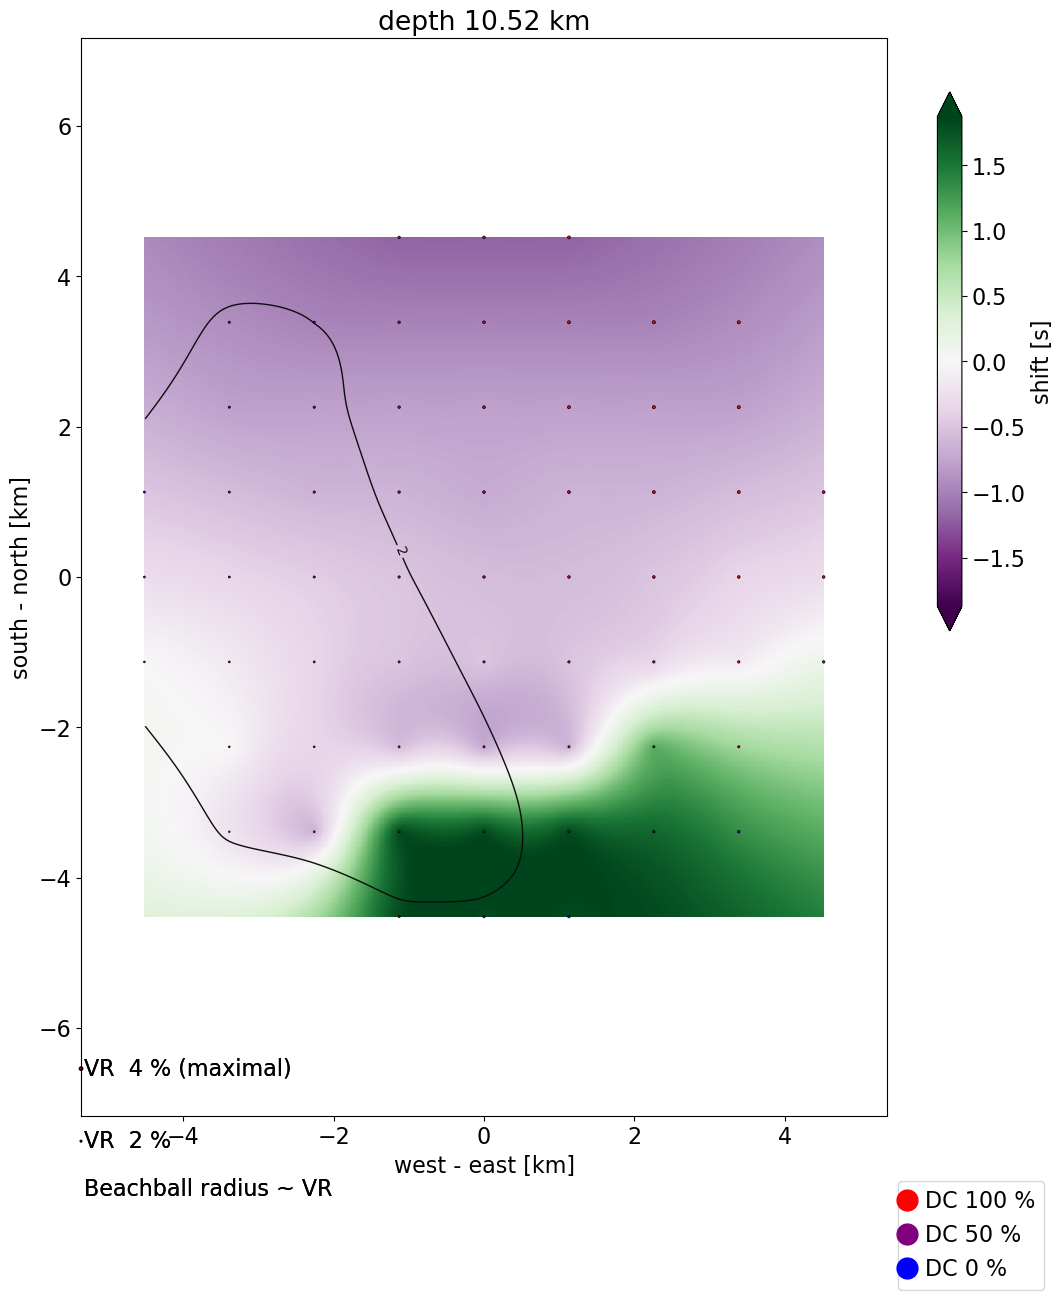 depth 10.52 km
6
4
2
0
−2
−4
−6
south - north [km]
2
1.5
1.0
0.5
0.0
−0.5
−1.0
−1.5
shift [s]
VR  4 % (maximal)
VR  2 %
−4
−2
0
2
4
west - east [km]
Beachball radius ~ VR
DC 100 %
DC 50 %
DC 0 %